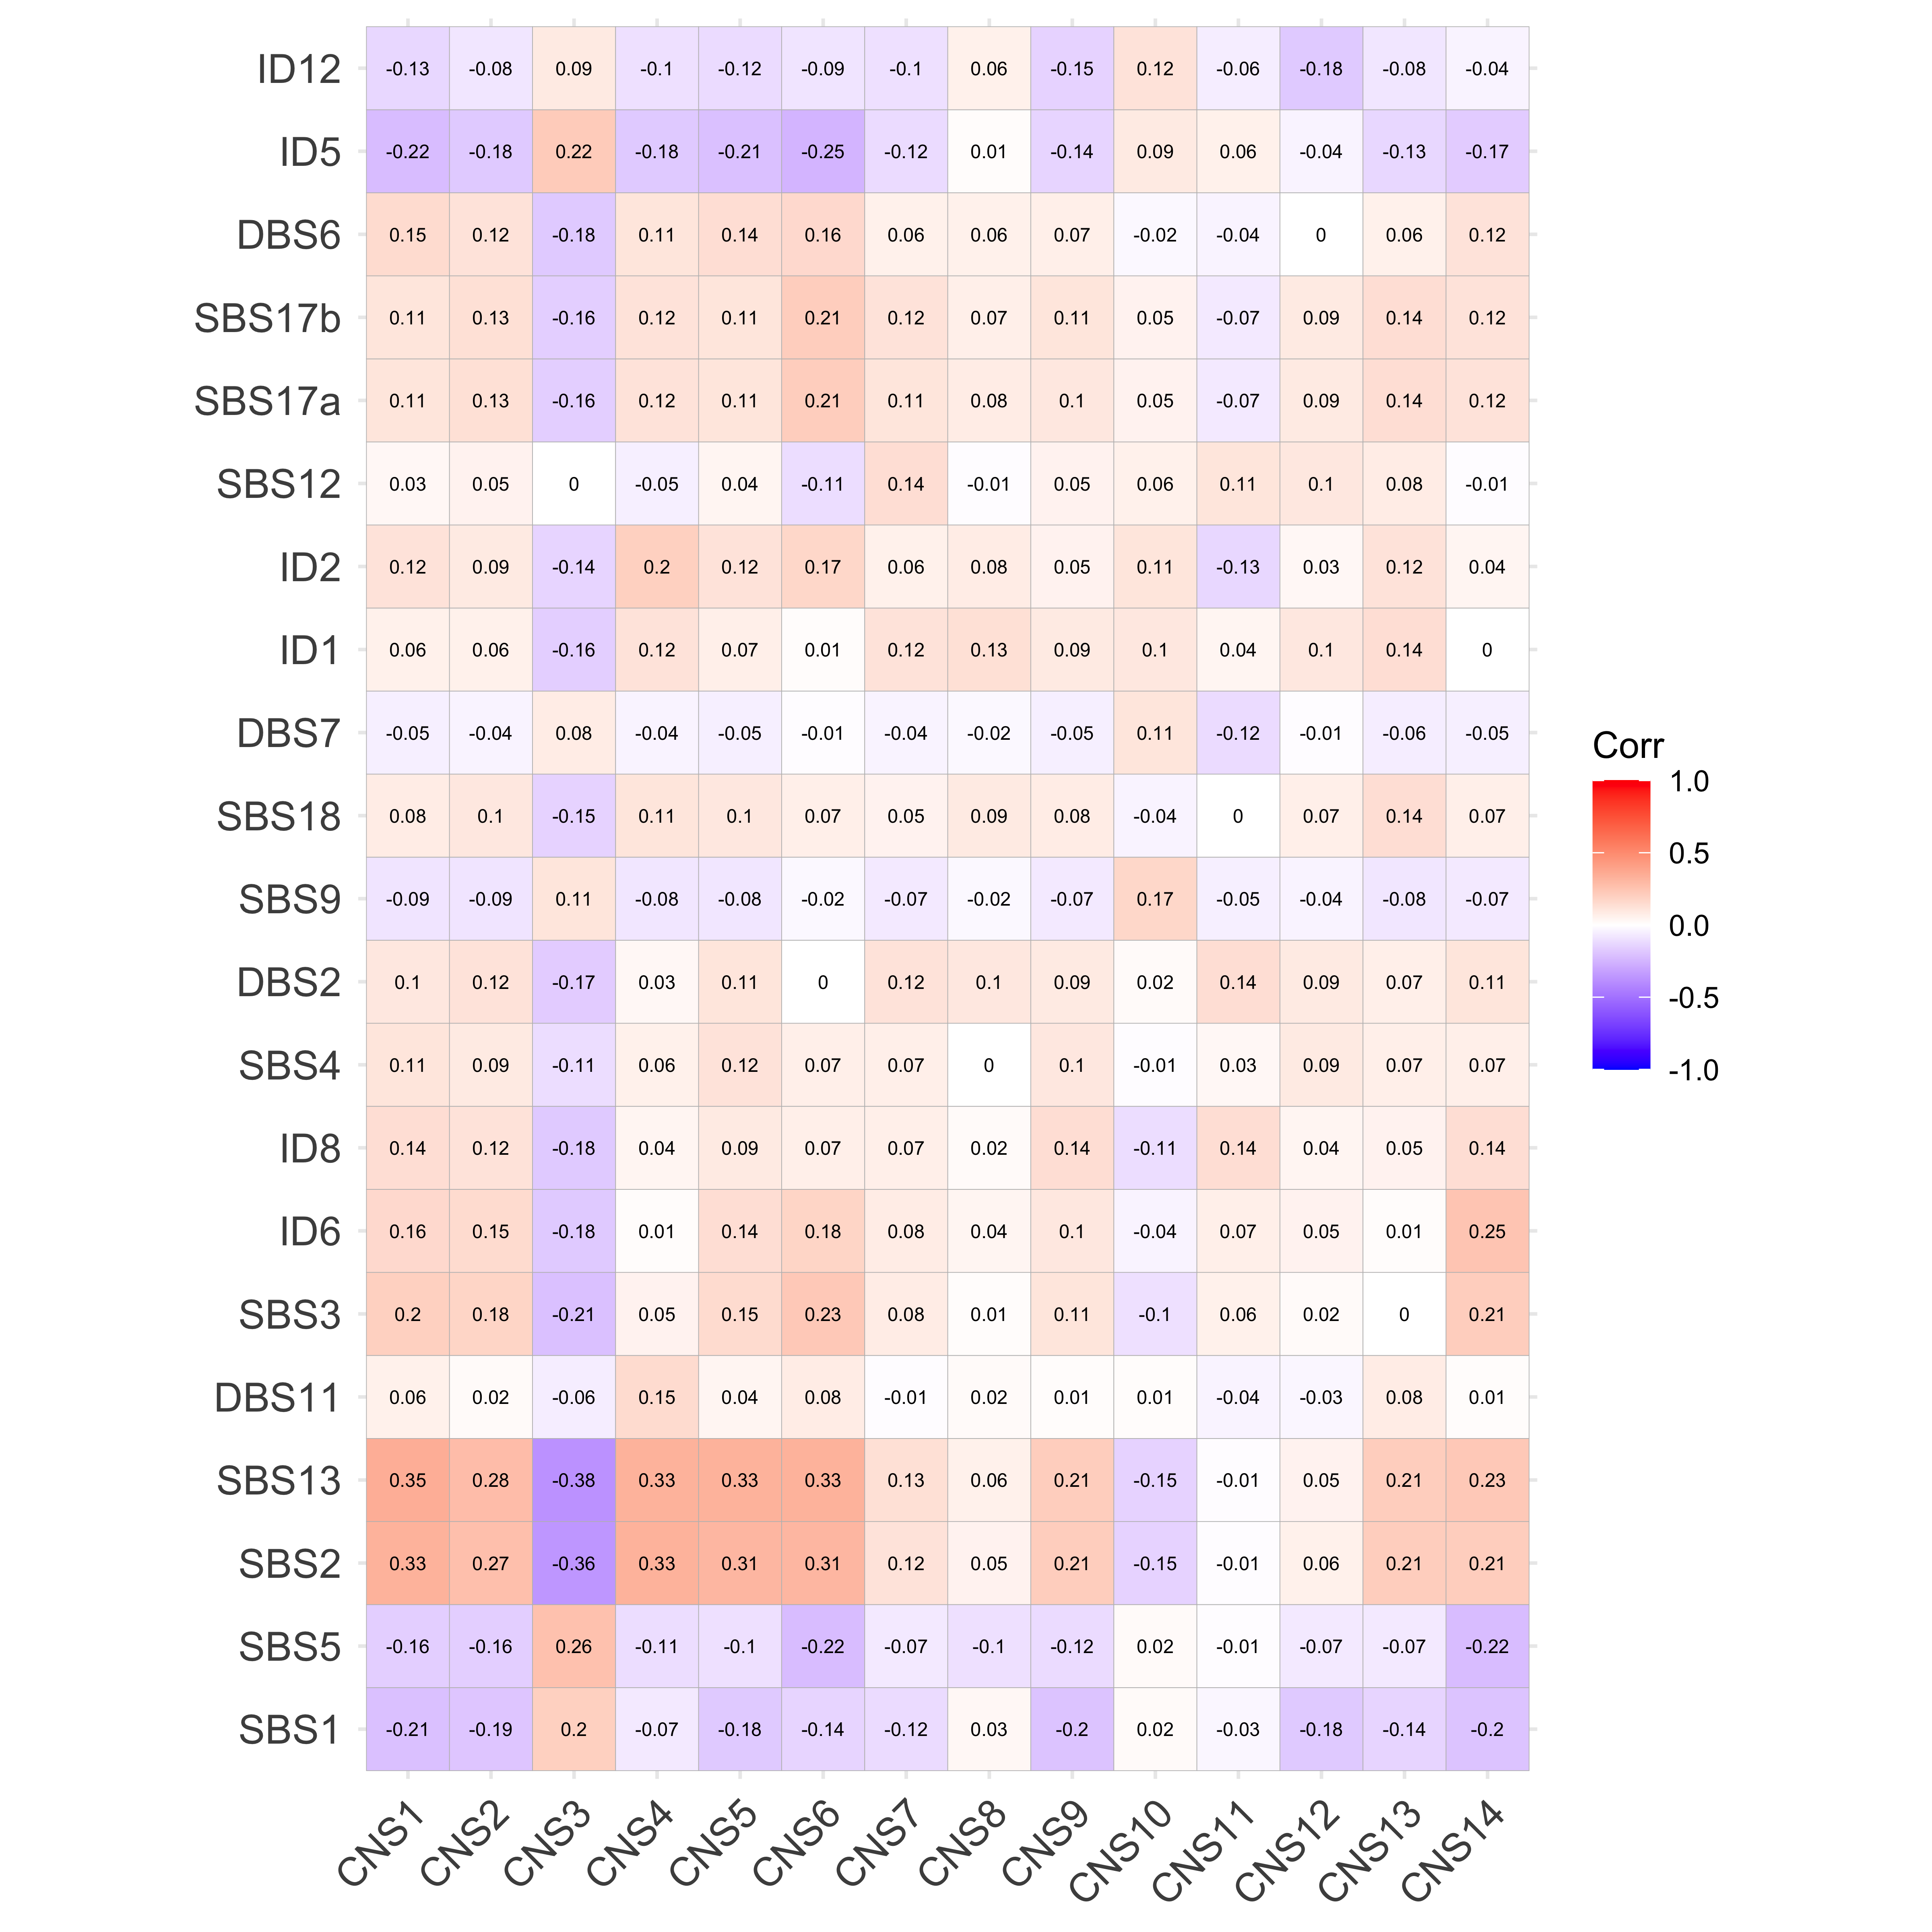 ID12 -0.13 -0.08 0.09 -0.1 -0.12 -0.09 -0.1 0.06 -0.15 0.12 -0.06 -0.18 -0.08 -0.04
ID5 -0.22 -0.18 0.22 -0.18 -0.21 -0.25 -0.12 0.01 -0.14 0.09 0.06 -0.04 -0.13 -0.17
DBS6 0.15 0.12 -0.18 0.11 0.14 0.16 0.06 0.06 0.07 -0.02 -0.04 0 0.06 0.12
SBS17b 0.11 0.13 -0.16 0.12 0.11 0.21 0.12 0.07 0.11 0.05 -0.07 0.09 0.14 0.12
SBS17a 0.11 0.13 -0.16 0.12 0.11 0.21 0.11 0.08 0.1 0.05 -0.07 0.09 0.14 0.12
SBS12 0.03 0.05 0 -0.05 0.04 -0.11 0.14 -0.01 0.05 0.06 0.11 0.1 0.08 -0.01
ID2 0.12 0.09 -0.14 0.2 0.12 0.17 0.06 0.08 0.05 0.11 -0.13 0.03 0.12 0.04
ID1 0.06 0.06 -0.16 0.12 0.07 0.01 0.12 0.13 0.09 0.1 0.04 0.1 0.14 0
DBS7 -0.05 -0.04 0.08 -0.04 -0.05 -0.01 -0.04 -0.02 -0.05 0.11 -0.12 -0.01 -0.06 -0.05
SBS18 0.08 0.1 -0.15 0.11 0.1 0.07 0.05 0.09 0.08 -0.04 0 0.07 0.14 0.07
SBS9 -0.09 -0.09 0.11 -0.08 -0.08 -0.02 -0.07 -0.02 -0.07 0.17 -0.05 -0.04 -0.08 -0.07
DBS2 0.1 0.12 -0.17 0.03 0.11 0 0.12 0.1 0.09 0.02 0.14 0.09 0.07 0.11
SBS4 0.11 0.09 -0.11 0.06 0.12 0.07 0.07 0 0.1 -0.01 0.03 0.09 0.07 0.07
ID8 0.14 0.12 -0.18 0.04 0.09 0.07 0.07 0.02 0.14 -0.11 0.14 0.04 0.05 0.14
ID6 0.16 0.15 -0.18 0.01 0.14 0.18 0.08 0.04 0.1 -0.04 0.07 0.05 0.01 0.25
SBS3 0.2 0.18 -0.21 0.05 0.15 0.23 0.08 0.01 0.11 -0.1 0.06 0.02 0 0.21
DBS11 0.06 0.02 -0.06 0.15 0.04 0.08 -0.01 0.02 0.01 0.01 -0.04 -0.03 0.08 0.01
SBS13 0.35 0.28 -0.38 0.33 0.33 0.33 0.13 0.06 0.21 -0.15 -0.01 0.05 0.21 0.23
SBS2 0.33 0.27 -0.36 0.33 0.31 0.31 0.12 0.05 0.21 -0.15 -0.01 0.06 0.21 0.21
SBS5 -0.16 -0.16 0.26 -0.11 -0.1 -0.22 -0.07 -0.1 -0.12 0.02 -0.01 -0.07 -0.07 -0.22
SBS1 -0.21 -0.19 0.2 -0.07 -0.18 -0.14 -0.12 0.03 -0.2 0.02 -0.03 -0.18 -0.14 -0.2
CNS1 CNS2 CNS3 CNS4 CNS5 CNS6 CNS7 CNS8 CNS9 CNS10 CNS11 CNS12 CNS13 CNS14
Corr
1.0
0.5
0.0
-0.5
-1.0